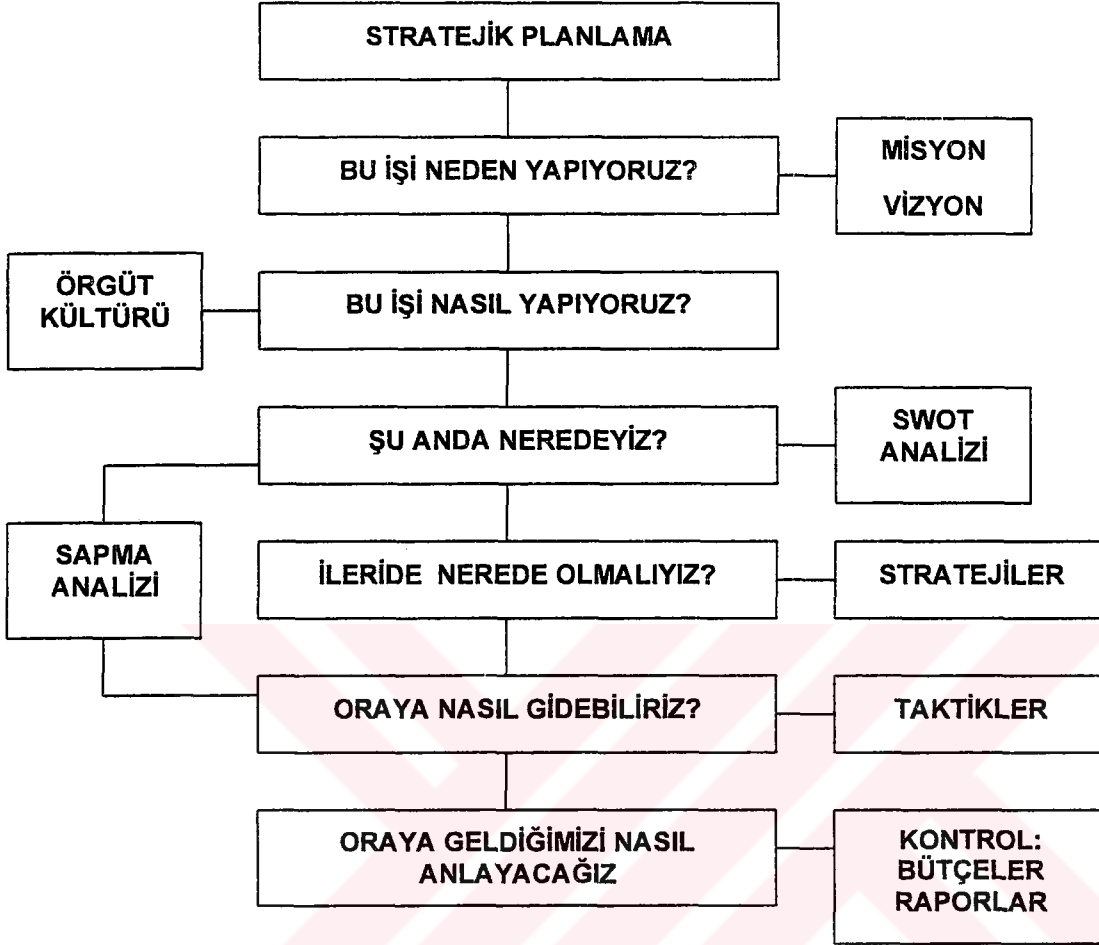 STRATEJİK PLANLAMA
BU İŞİ NEDEN YAPIYORUZ?
MİSYON
VİZYON
ÖRGÜT
KÜLTÜRÜ
BU İŞİ NASIL YAPIYORUZ?
ŞU ANDA NEREDEYİZ?
SWOT
ANALİZİ
SAPMA
ANALİZİ
İLERİDE NEREDE OLMALIYIZ?
STRATEJİLER
ORAYA NASIL GİDEBİLİRİZ?
TAKTİKLER
ORAYA GELDİĞİMİZİ NASIL
ANLAYACAĞIZ
KONTROL:
BÜTÇELER
RAPORLAR